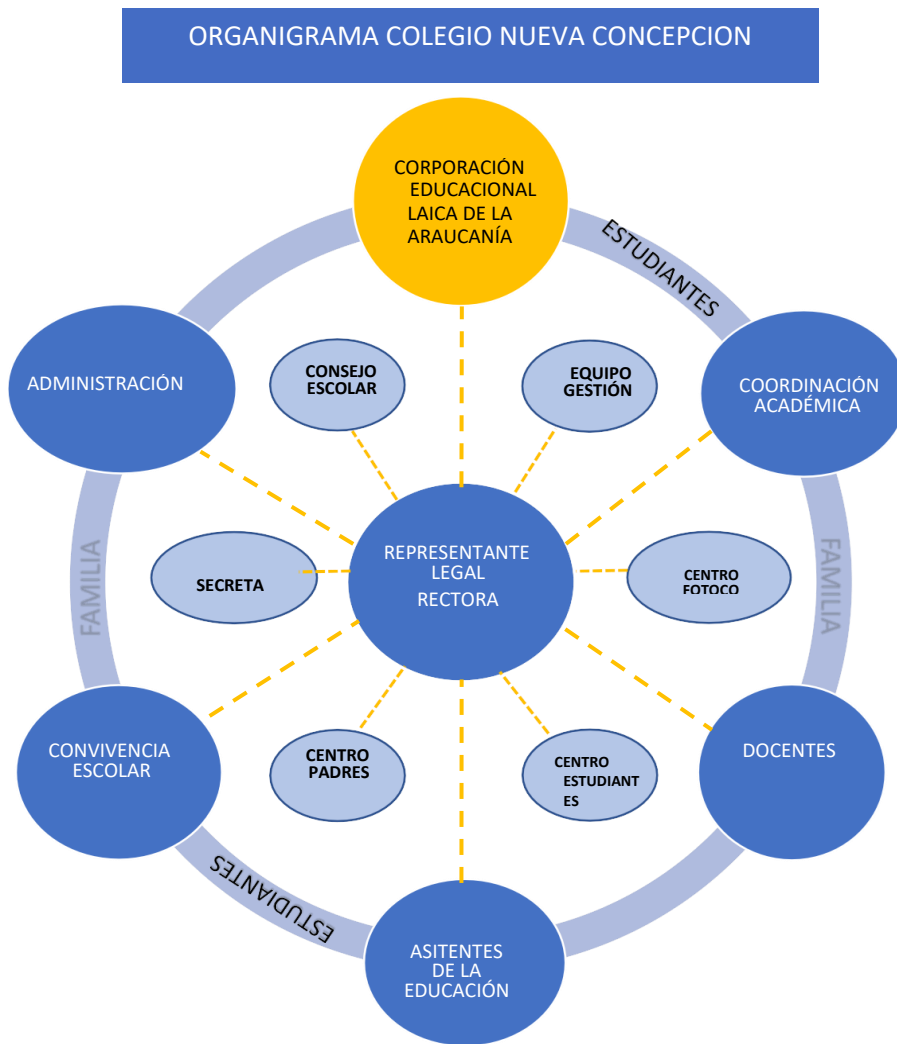 ORGANIGRAMA COLEGIO NUEVA CONCEPCION
CORPORACIÓN
EDUCACIONAL
LAICA DE LA
ARAUCANÍA
ESTUDIANTES
ADMINISTRACIÓN
CONSEJO
ESCOLAR
EQUIPO
GESTIÓN
COORDINACIÓN
ACADÉMICA
FAMILIA
SECRETA
REPRESENTANTE
LEGAL
RECTORA
CENTRO
FOTOCO
FAMILIA
CONVIVENCIA
ESCOLAR
CENTRO
PADRES
CENTRO
ESTUDIANT
ES
DOCENTES
ESTUDIANTES
ASITENTES
DE LA
EDUCACIÓN